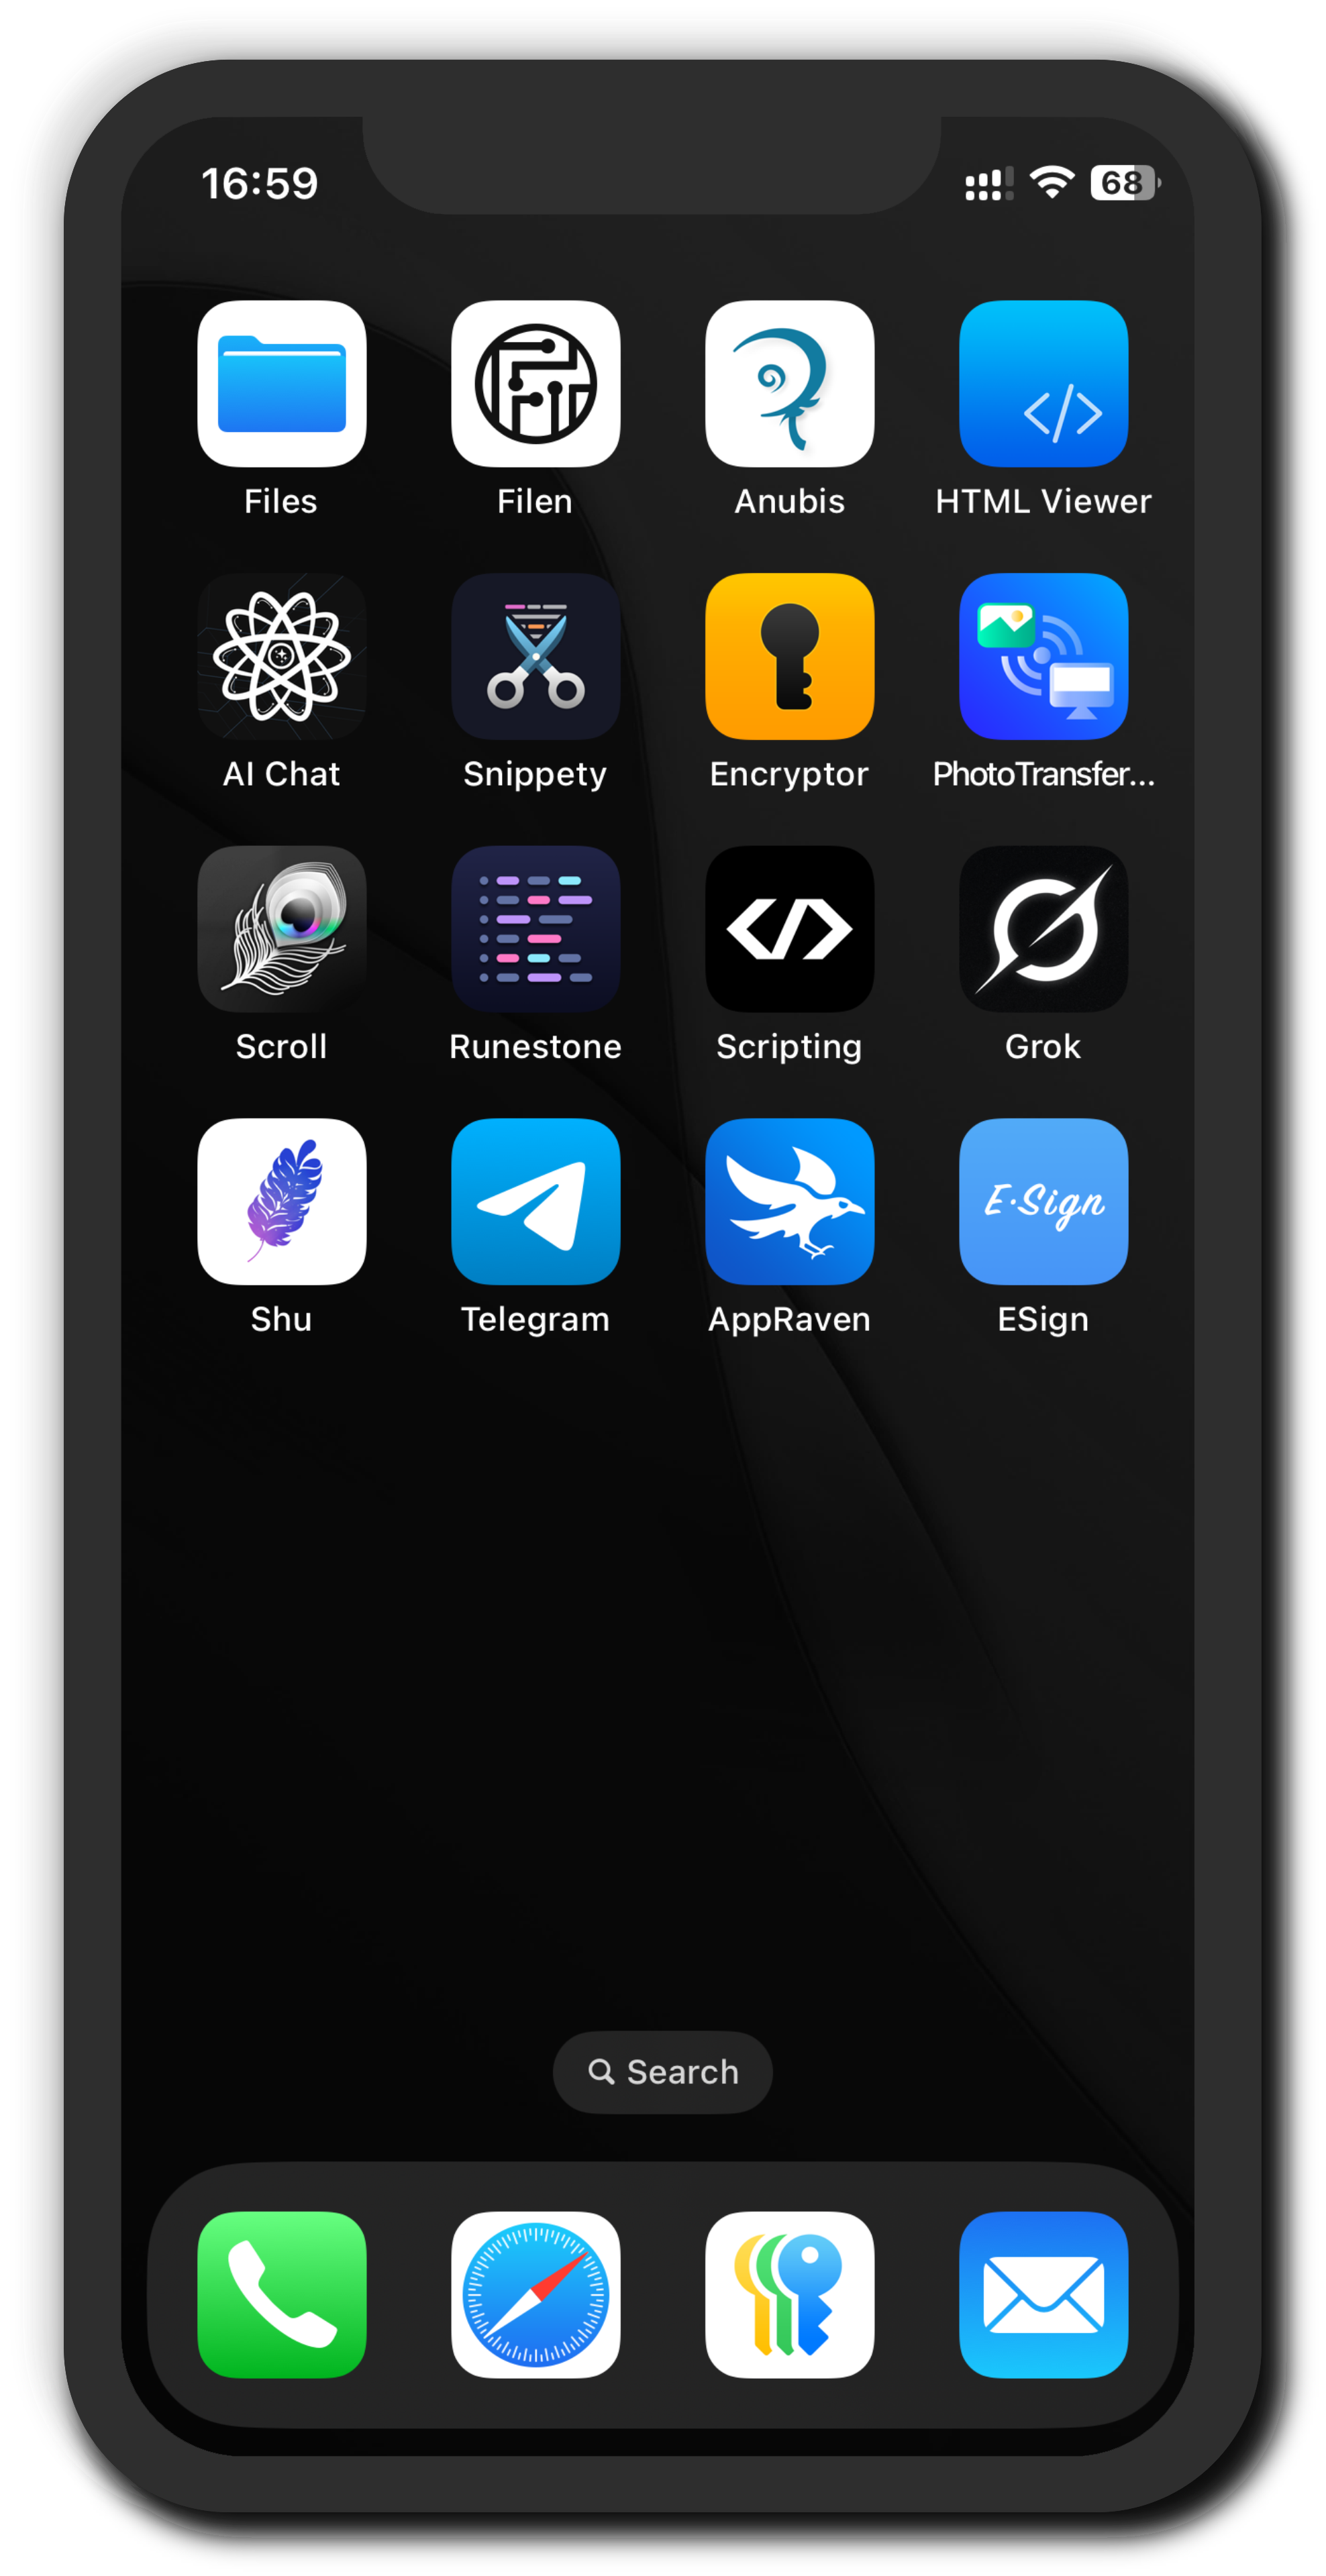 16:59 68
Files Filen Anubis HTML Viewer
AI Chat Snippety Encryptor PhotoTransfer...
Scroll Runestone Scripting Grok
E·Sign
Shu Telegram AppRaven ESign
Search